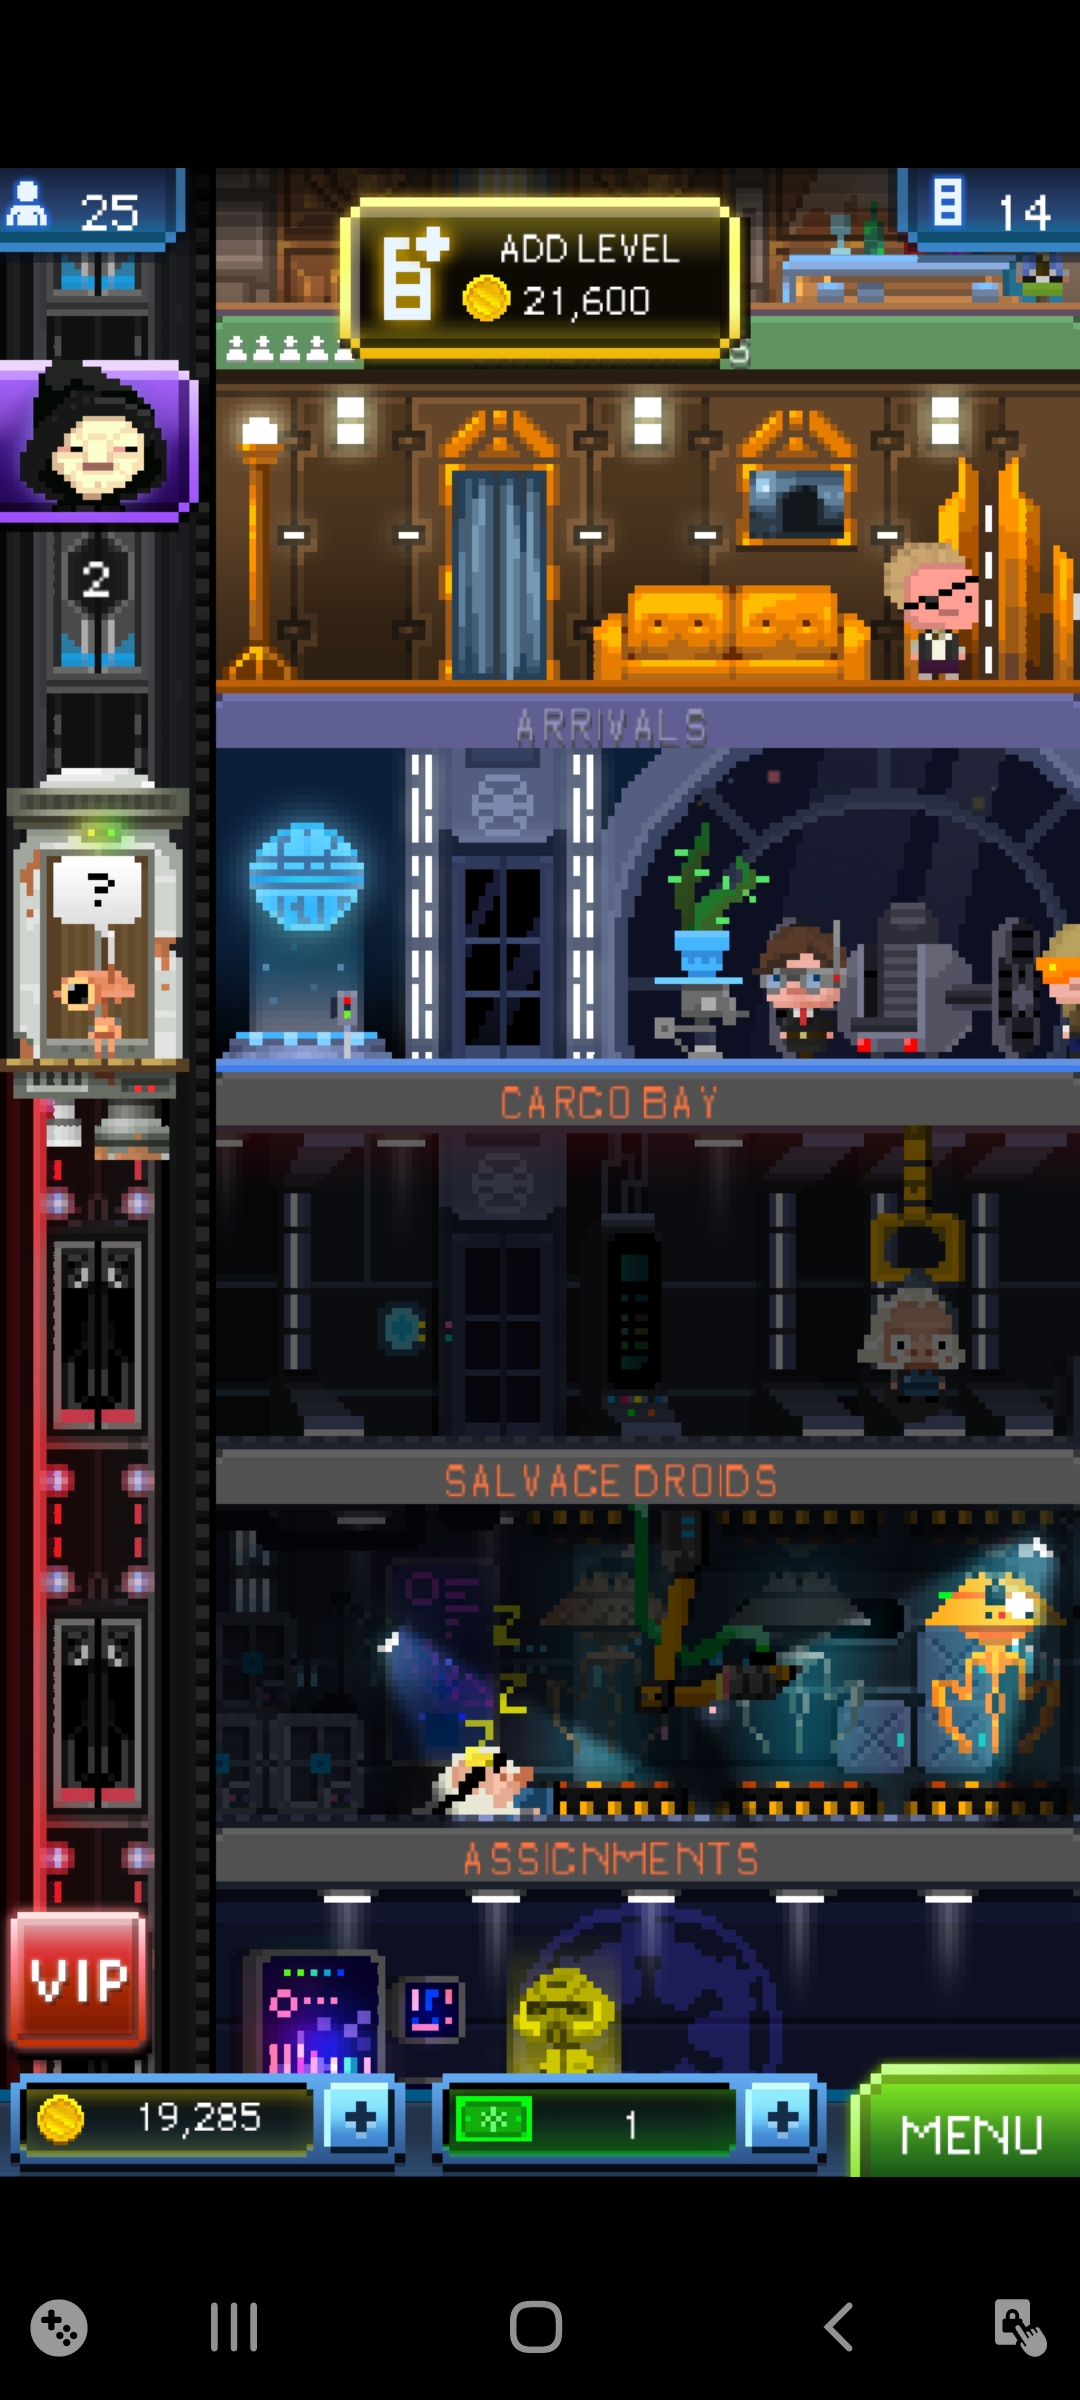 25
ADD LEVEL
21,600
14
2
ARRIVALS
?
CARGO BAY
SALVAGE DROIDS
Z
Z
Z
ASSIGNMENTS
VIP
19,285
+
1
+
MENU